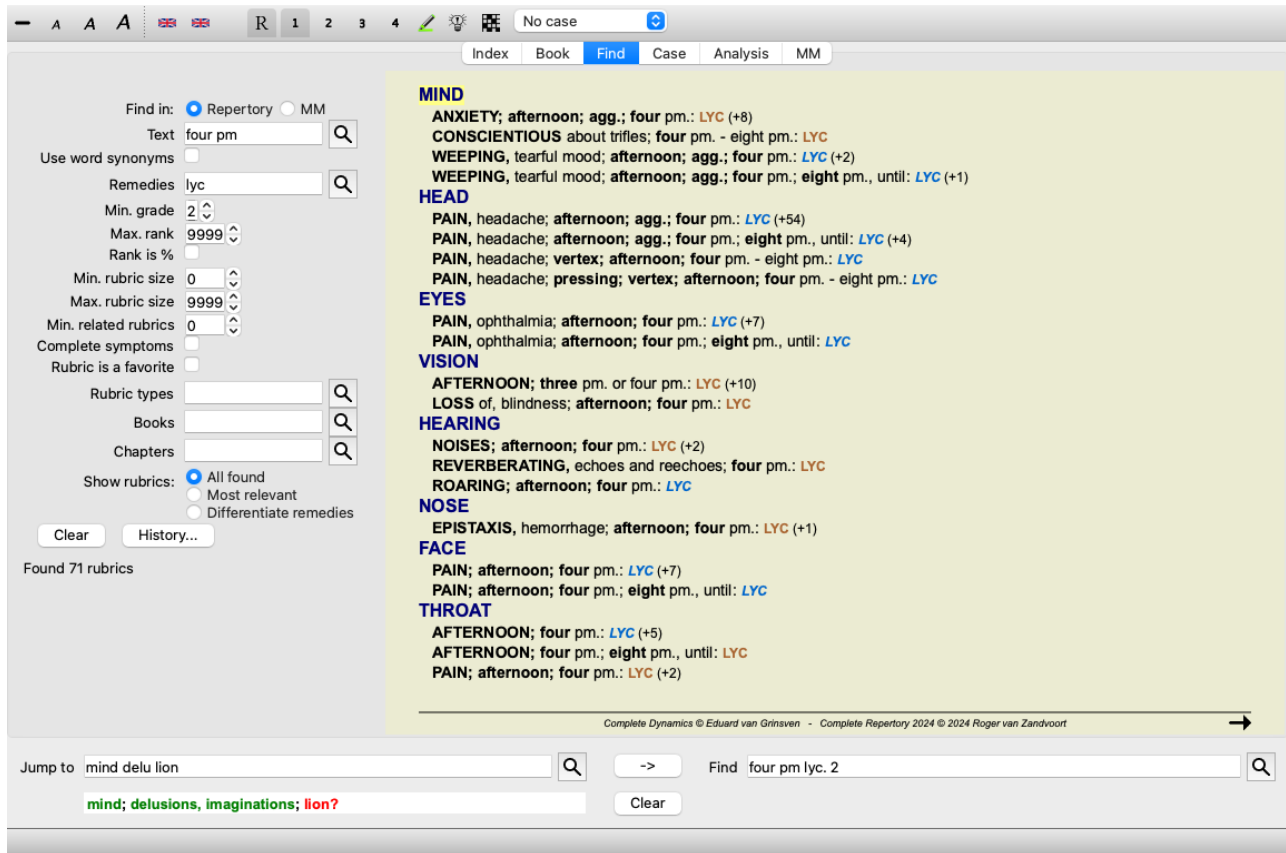 A A A R 1 2 3 4 No case
Index Book Find Case Analysis MM
Find in: Repertory MM
Text four pm
Use word synonyms
Remedies lyc
Min. grade 2
Max. rank 9999
Rank is %
Min. rubric size 0
Max. rubric size 9999
Min. related rubrics 0
Complete symptoms
Rubric is a favorite
Rubric types
Books
Chapters
Show rubrics: All found
Most relevant
Differentiate remedies
Clear History...
Found 71 rubrics
MIND
ANXIETY; afternoon; agg.; four pm.: LYC (+8)
CONSCIENTIOUS about trifles; four pm. - eight pm.: LYC
WEEPING, tearful mood; afternoon; agg.; four pm.: LYC (+2)
WEEPING, tearful mood; afternoon; agg.; four pm.; eight pm., until: LYC (+1)
HEAD
PAIN, headache; afternoon; agg.; four pm.: LYC (+54)
PAIN, headache; afternoon; agg.; four pm.; eight pm., until: LYC (+4)
PAIN, headache; vertex; afternoon; four pm. - eight pm.: LYC
PAIN, headache; pressing; vertex; afternoon; four pm. - eight pm.: LYC
EYES
PAIN, ophthalmia; afternoon; four pm.: LYC (+7)
PAIN, ophthalmia; afternoon; four pm.; eight pm., until: LYC
VISION
AFTERNOON; three pm. or four pm.: LYC (+10)
LOSS of, blindness; afternoon; four pm.: LYC
HEARING
NOISES; afternoon; four pm.: LYC (+2)
REVERBERATING, echoes and reechoes; four pm.: LYC
ROARING; afternoon; four pm.: LYC
NOSE
EPISTAXIS, hemorrhage; afternoon; four pm.: LYC (+1)
FACE
PAIN; afternoon; four pm.: LYC (+7)
PAIN; afternoon; four pm.; eight pm., until: LYC
THROAT
AFTERNOON; four pm.: LYC (+5)
AFTERNOON; four pm.; eight pm., until: LYC
PAIN; afternoon; four pm.: LYC (+2)
Complete Dynamics © Eduard van Grinsven - Complete Repertory 2024 © 2024 Roger van Zandvoort
Jump to mind delu lion -> Find four pm lyc. 2
mind; delusions, imaginations; lion? Clear